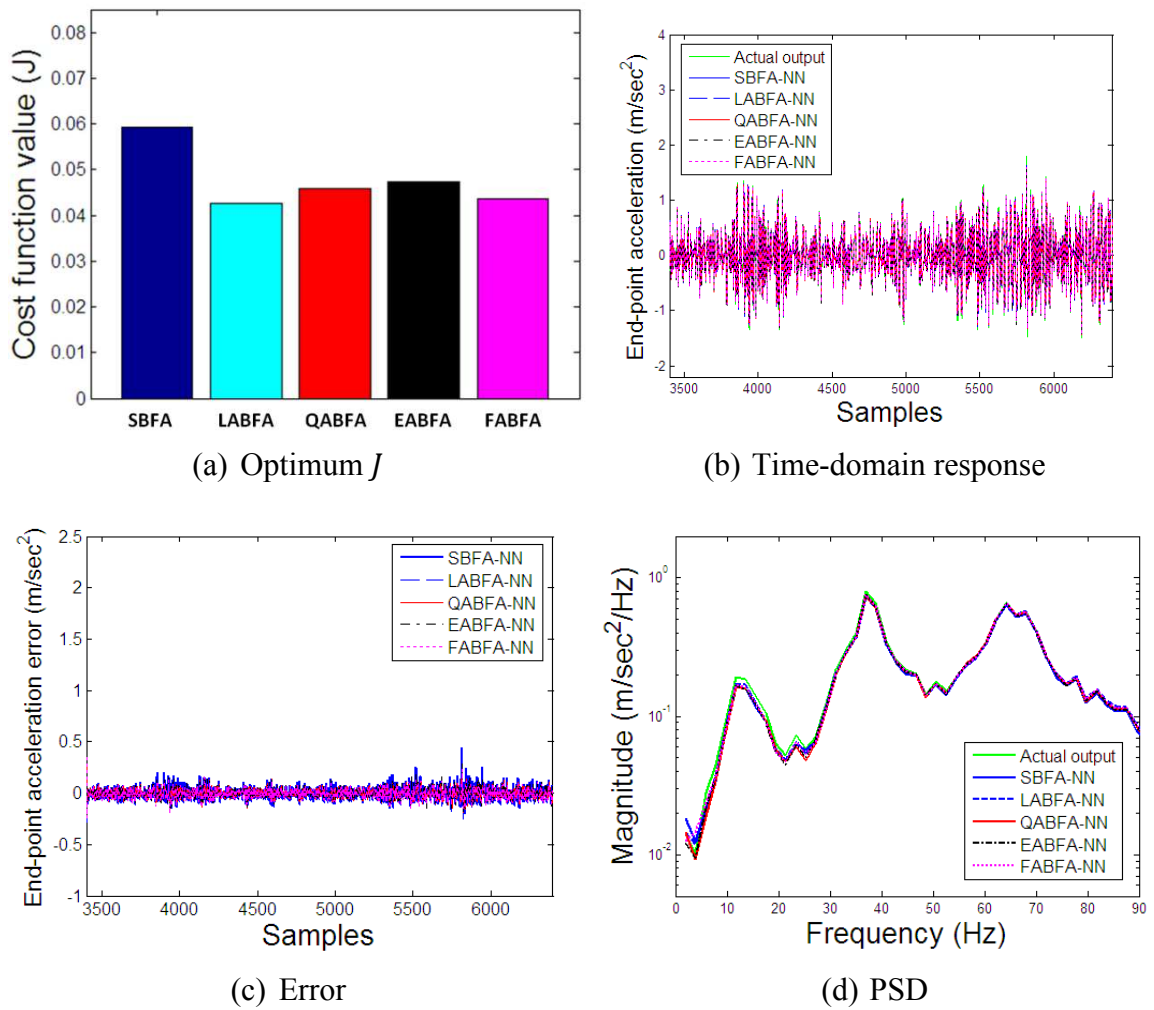 Cost function value (J)
0.08
0.07
0.06
0.05
0.04
0.03
0.02
0.01
0
SBFA LABFA QABFA EABFA FABFA
(a) Optimum J
End-point acceleration (m/sec²)
4
3
2
1
0
-1
-2
Actual output
SBFA-NN
LABFA-NN
QABFA-NN
EABFA-NN
FABFA-NN
3500 4000 4500 5000 5500 6000
Samples
(b) Time-domain response
End-point acceleration error (m/sec²)
2.5
2
1.5
1
0.5
0
-0.5
-1
SBFA-NN
LABFA-NN
QABFA-NN
EABFA-NN
FABFA-NN
3500 4000 4500 5000 5500 6000
Samples
(c) Error
Magnitude (m/sec²/Hz)
10⁰
10⁻¹
10⁻²
Actual output
SBFA-NN
LABFA-NN
QABFA-NN
EABFA-NN
FABFA-NN
0 10 20 30 40 50 60 70 80 90
Frequency (Hz)
(d) PSD